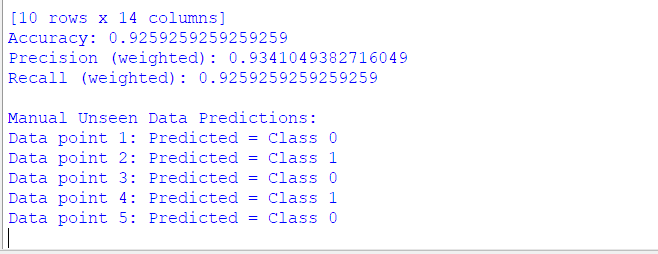 [10 rows x 14 columns]
Accuracy: 0.9259259259259259
Precision (weighted): 0.9341049382716049
Recall (weighted): 0.9259259259259259
Manual Unseen Data Predictions:
Data point 1: Predicted = Class 0
Data point 2: Predicted = Class 1
Data point 3: Predicted = Class 0
Data point 4: Predicted = Class 1
Data point 5: Predicted = Class 0